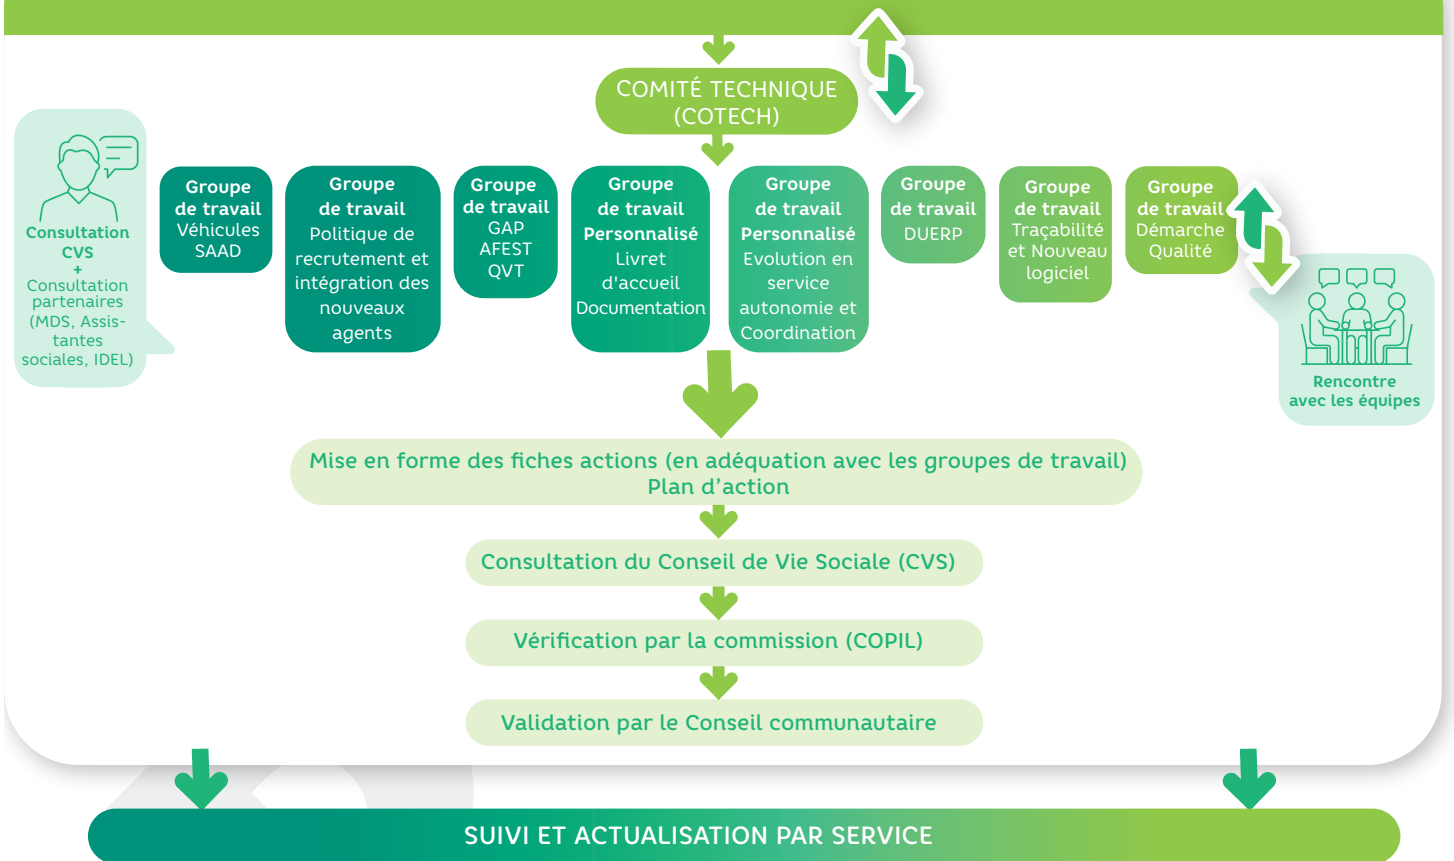 COMITÉ TECHNIQUE
(COTECH)
Consultation
CVS
+
Consultation
partenaires
(MDS, Assis-
tantes
sociales, IDEL)
Groupe
de travail
Véhicules
SAAD
Groupe
de travail
Politique de
recrutement et
intégration des
nouveaux
agents
Groupe
de travail
GAP
AFEST
QVT
Groupe
de travail
Personnalisé
Livret
d'accueil
Documentation
Groupe
de travail
Personnalisé
Evolution en
service
autonomie et
Coordination
Groupe
de travail
DUERP
Groupe
de travail
Traçabilité
et Nouveau
logiciel
Groupe
de travail
Démarche
Qualité
Rencontre
avec les équipes
Mise en forme des fiches actions (en adéquation avec les groupes de travail)
Plan d’action
Consultation du Conseil de Vie Sociale (CVS)
Vérification par la commission (COPIL)
Validation par le Conseil communautaire
SUIVI ET ACTUALISATION PAR SERVICE